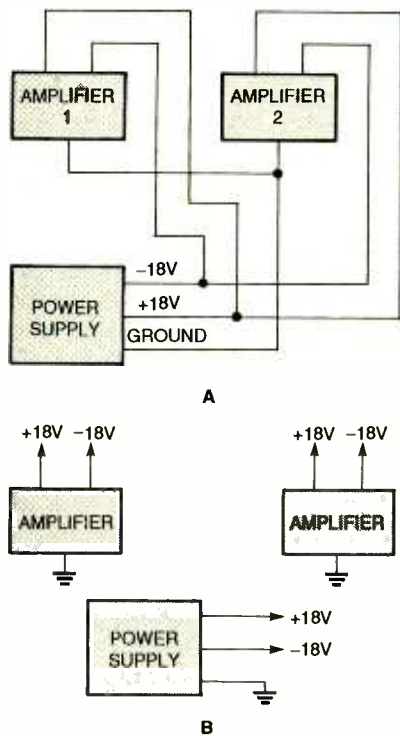 AMPLIFIER
1
AMPLIFIER
2
−18V
+18V
GROUND
POWER
SUPPLY
A
+18V −18V
AMPLIFIER
+18V −18V
AMPLIFIER
POWER
SUPPLY
+18V
−18V
B